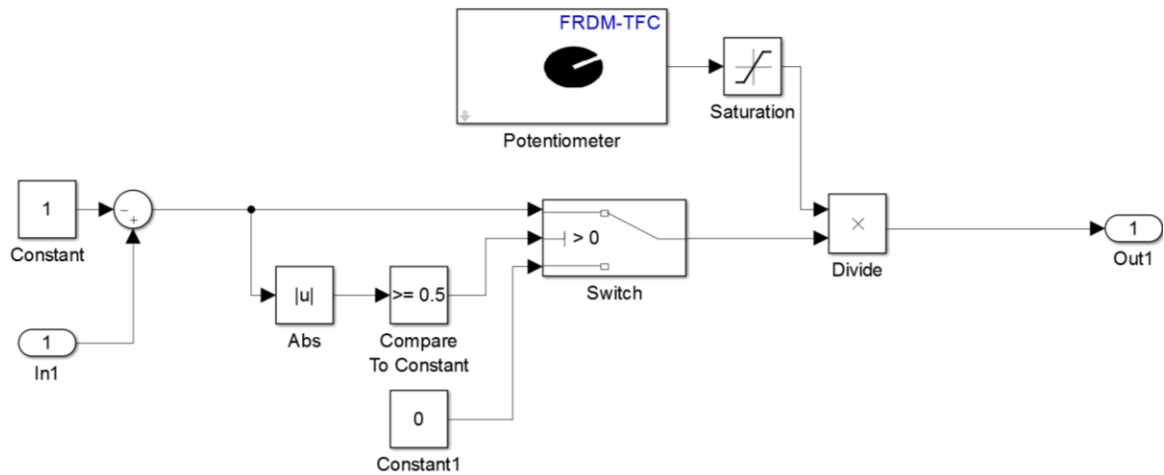 FRDM-TFC
Potentiometer
Saturation
1
Constant
-
+
1
In1
|u|
Abs
>= 0.5
Compare
To Constant
0
Constant1
> 0
Switch
×
Divide
1
Out1